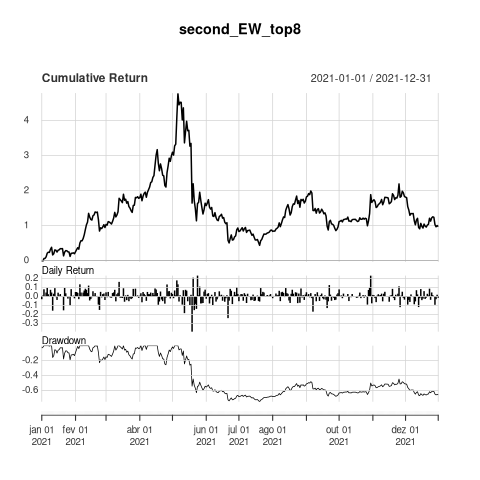 second_EW_top8
Cumulative Return 2021-01-01 / 2021-12-31
4
3
2
1
0
Daily Return
0.2
0.1
0.0
-0.1
-0.2
-0.3
Drawdown
-0.2
-0.4
-0.6
jan 01 fev 01 abr 01 jun 01 jul 01 ago 01 out 01 dez 01
2021 2021 2021 2021 2021 2021 2021 2021